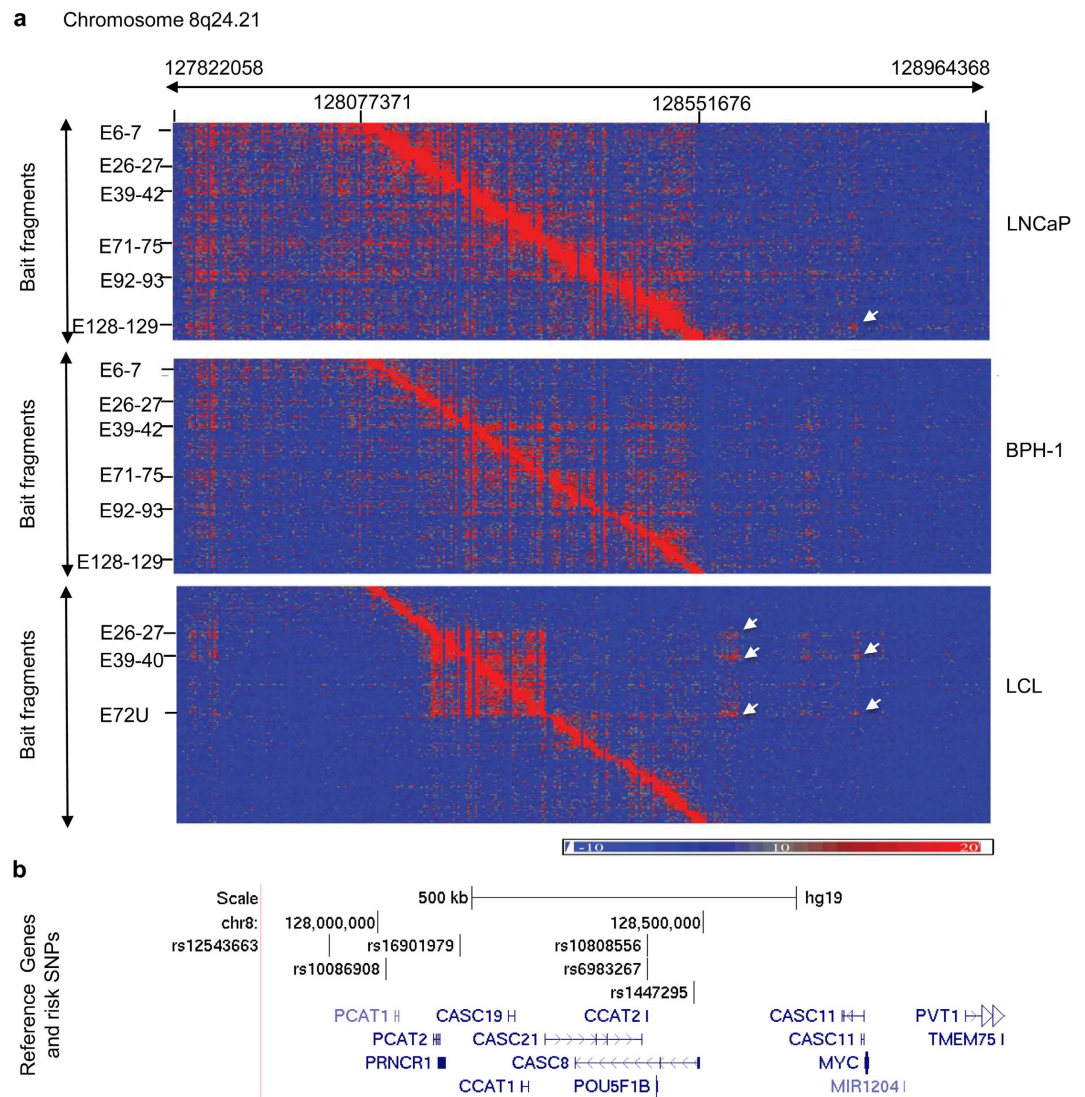 a Chromosome 8q24.21
127822058 128964368
128077371 128551676
Bait fragments
E6-7
E26-27
E39-42
E71-75
E92-93
E128-129
LNCaP
Bait fragments
E6-7
E26-27
E39-42
E71-75
E92-93
E128-129
BPH-1
Bait fragments
E26-27
E39-40
E72U
LCL
-10 10 20
b
Reference Genes
and risk SNPs
Scale 500 kb hg19
chr8: 128,000,000 128,500,000
rs12543663 rs16901979 rs10808556
rs10086908 rs6983267
rs1447295
PCAT1 CASC19 CCAT2 CASC11 PVT1
PCAT2 CASC21 CASC11 TMEM75
PRNCR1 CASC8 MYC
CCAT1 POU5F1B MIR1204